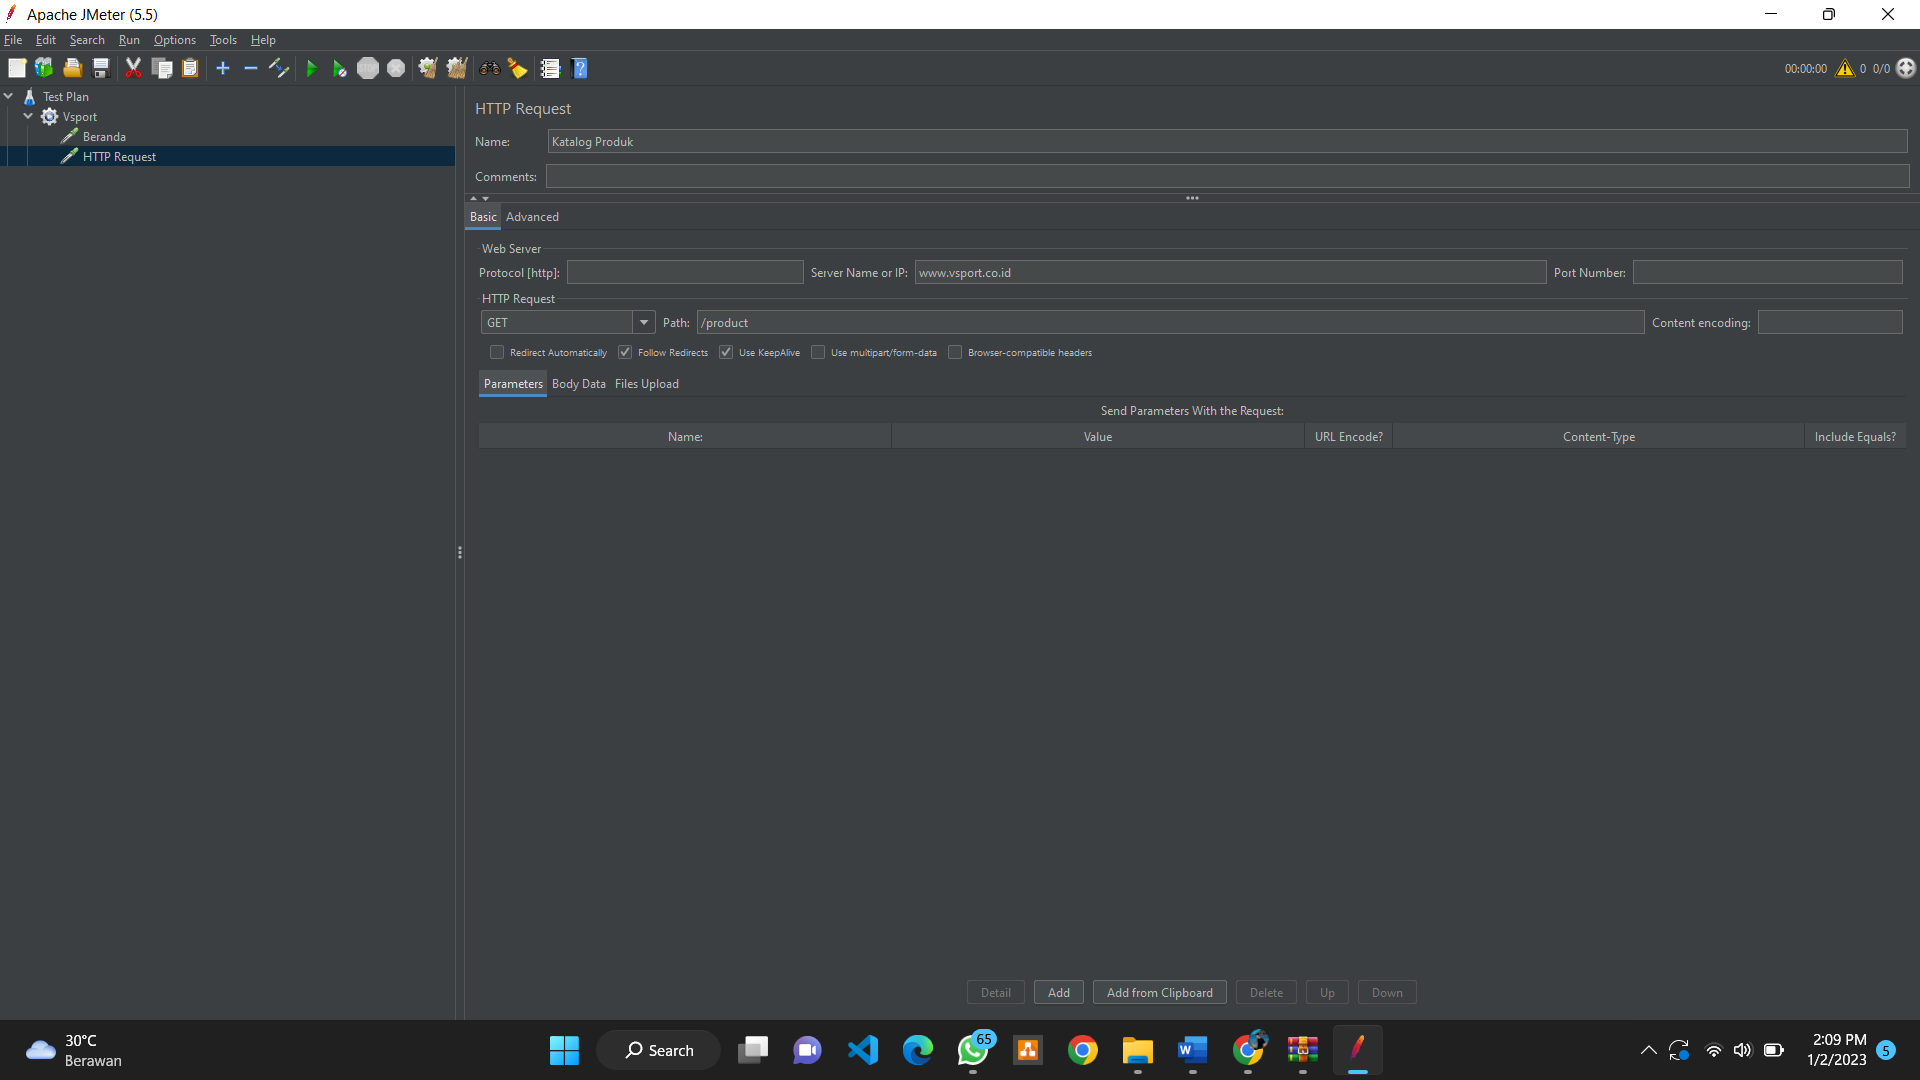 Apache JMeter (5.5)
File Edit Search Run Options Tools Help
00:00:00 0 0/0
Test Plan
Vsport
Beranda
HTTP Request
HTTP Request
Name: Katalog Produk
Comments:
Basic Advanced
Web Server
Protocol [http]: Server Name or IP: www.vsport.co.id Port Number:
HTTP Request
GET Path: /product Content encoding:
Redirect Automatically Follow Redirects Use KeepAlive Use multipart/form-data Browser-compatible headers
Parameters Body Data Files Upload
Send Parameters With the Request:
Name: Value URL Encode? Content-Type Include Equals?
Detail Add Add from Clipboard Delete Up Down
30°C
Berawan
Search
65
2:09 PM
1/2/2023
5